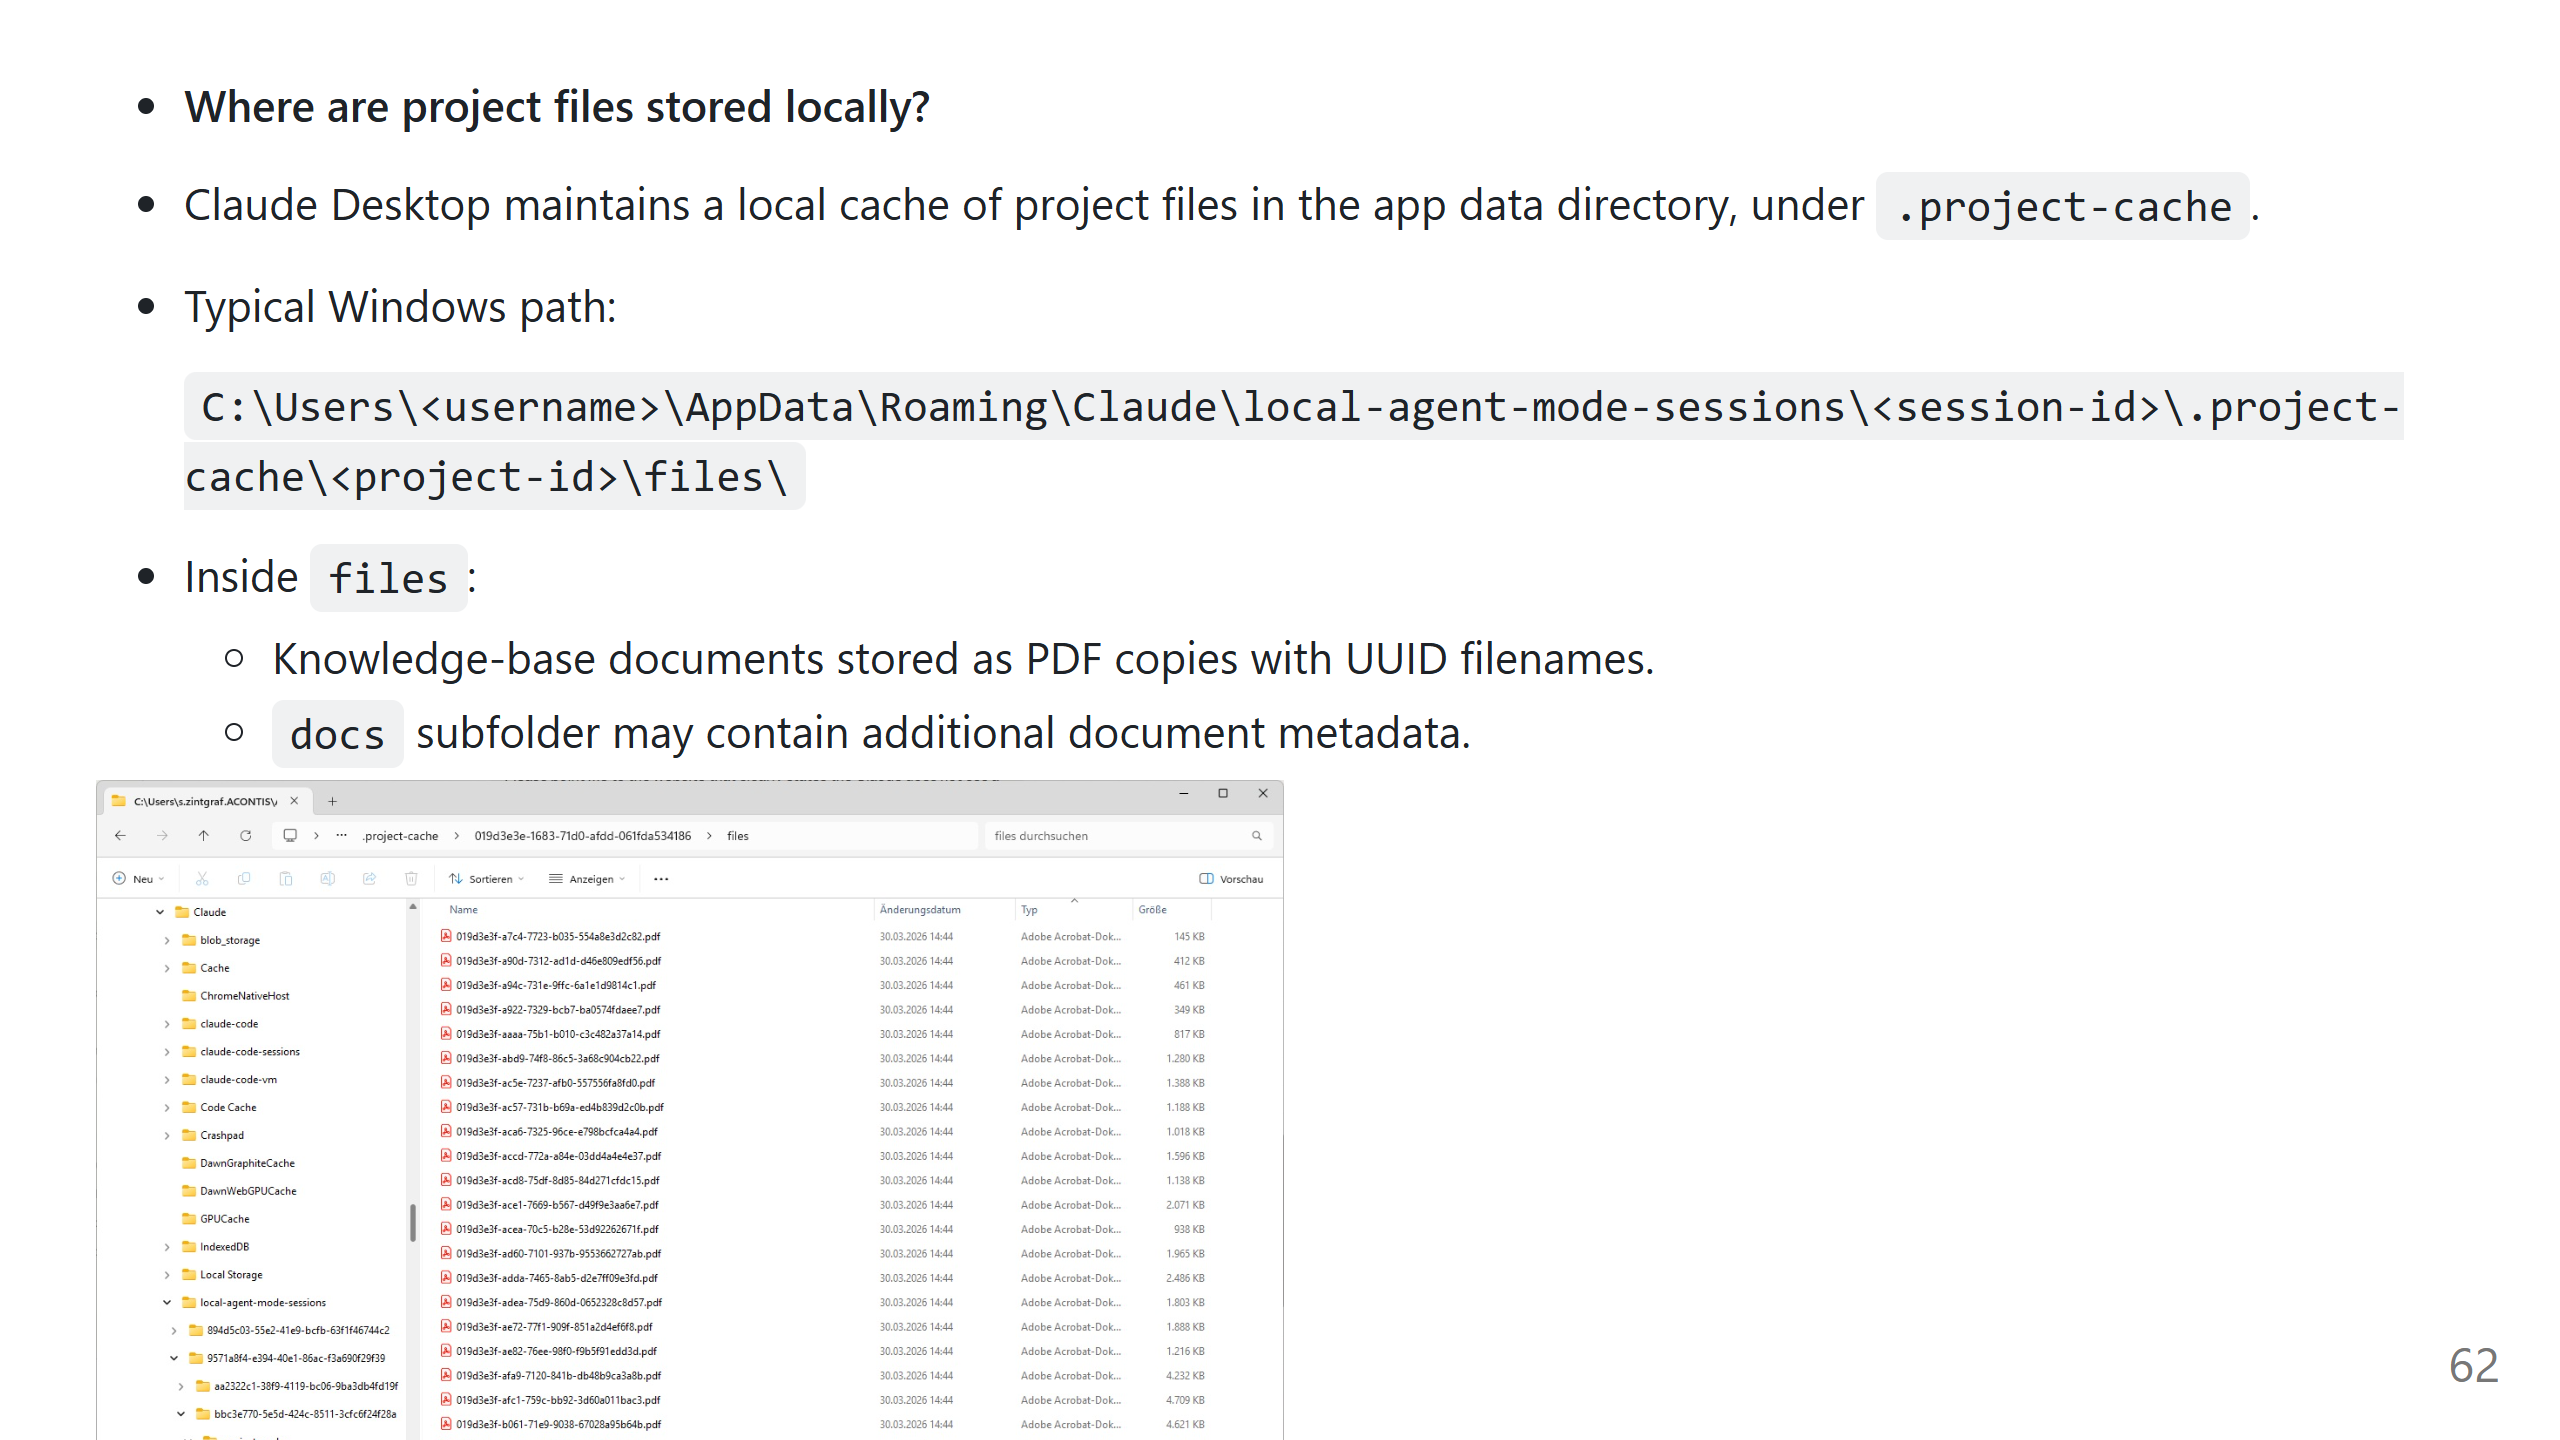 Where are project files stored locally?
Claude Desktop maintains a local cache of project files in the app data directory, under .project-cache.
Typical Windows path:
C:\Users\<username>\AppData\Roaming\Claude\local-agent-mode-sessions\<session-id>\.project-
cache\<project-id>\files\
Inside files:
Knowledge-base documents stored as PDF copies with UUID filenames.
docs subfolder may contain additional document metadata.
C:\Users\s.zintgraf.ACONTIS\
.project-cache > 019d3e3e-1683-71d0-afdd-061fda534186 > files
files durchsuchen
Neu
Sortieren
Anzeigen
Vorschau
Claude
blob_storage
Cache
ChromeNativeHost
claude-code
claude-code-sessions
claude-code-vm
Code Cache
Crashpad
DawnGraphiteCache
DawnWebGPUCache
GPUCache
IndexedDB
Local Storage
local-agent-mode-sessions
894d5c03-55e2-41e9-bcfb-63f1f46744c2
9571a8f4-e394-40e1-86ac-f3a690f29f39
aa2322c1-38f9-4119-bc06-9ba3db4fd19f
bbc3e770-5e5d-424c-8511-3cfc6f24f28a
Name Änderungsdatum Typ Größe
019d3e3f-a7c4-7723-b035-554a8e3d2c82.pdf 30.03.2026 14:44 Adobe Acrobat-Dok... 145 KB
019d3e3f-a90d-7312-ad1d-d46e809edf56.pdf 30.03.2026 14:44 Adobe Acrobat-Dok... 412 KB
019d3e3f-a94c-731e-9ffc-6a1e1d9814c1.pdf 30.03.2026 14:44 Adobe Acrobat-Dok... 461 KB
019d3e3f-a922-7329-bcb7-ba0574fdaee7.pdf 30.03.2026 14:44 Adobe Acrobat-Dok... 349 KB
019d3e3f-aaaa-75b1-b010-c3c482a37a14.pdf 30.03.2026 14:44 Adobe Acrobat-Dok... 817 KB
019d3e3f-abd9-74f8-86c5-3a68c904cb22.pdf 30.03.2026 14:44 Adobe Acrobat-Dok... 1.280 KB
019d3e3f-ac5e-7237-afb0-557556fa8fd0.pdf 30.03.2026 14:44 Adobe Acrobat-Dok... 1.388 KB
019d3e3f-ac57-731b-b69a-ed4b839d2c0b.pdf 30.03.2026 14:44 Adobe Acrobat-Dok... 1.188 KB
019d3e3f-aca6-7325-96ce-e798bcfca4a4.pdf 30.03.2026 14:44 Adobe Acrobat-Dok... 1.018 KB
019d3e3f-accd-772a-a84e-03dd4a4e4e37.pdf 30.03.2026 14:44 Adobe Acrobat-Dok... 1.596 KB
019d3e3f-acd8-75df-8d85-84d271cfdc15.pdf 30.03.2026 14:44 Adobe Acrobat-Dok... 1.138 KB
019d3e3f-ace1-7669-b567-d49f9e3aa6e7.pdf 30.03.2026 14:44 Adobe Acrobat-Dok... 2.071 KB
019d3e3f-acea-70c5-b28e-53d92262671f.pdf 30.03.2026 14:44 Adobe Acrobat-Dok... 938 KB
019d3e3f-ad60-7101-937b-9553662727ab.pdf 30.03.2026 14:44 Adobe Acrobat-Dok... 1.965 KB
019d3e3f-adda-7465-8ab5-d2e7ff09e3fd.pdf 30.03.2026 14:44 Adobe Acrobat-Dok... 2.486 KB
019d3e3f-adea-75d9-860d-0652328c8d57.pdf 30.03.2026 14:44 Adobe Acrobat-Dok... 1.803 KB
019d3e3f-ae72-77f1-909f-851a2d4ef6f8.pdf 30.03.2026 14:44 Adobe Acrobat-Dok... 1.888 KB
019d3e3f-ae82-76ee-98f0-f9b5f91edd3d.pdf 30.03.2026 14:44 Adobe Acrobat-Dok... 1.216 KB
019d3e3f-afa9-7120-841b-db48b9ca3a8b.pdf 30.03.2026 14:44 Adobe Acrobat-Dok... 4.232 KB
019d3e3f-afc1-759c-bb92-3d60a011bac3.pdf 30.03.2026 14:44 Adobe Acrobat-Dok... 4.709 KB
019d3e3f-b061-71e9-9038-67028a95b64b.pdf 30.03.2026 14:44 Adobe Acrobat-Dok... 4.621 KB
62